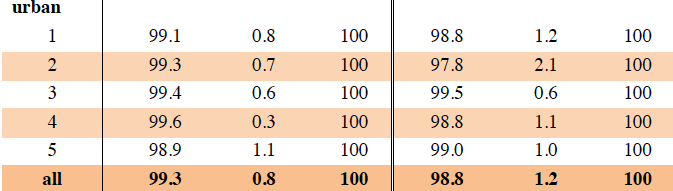 urban
1 99.1 0.8 100 98.8 1.2 100
2 99.3 0.7 100 97.8 2.1 100
3 99.4 0.6 100 99.5 0.6 100
4 99.6 0.3 100 98.8 1.1 100
5 98.9 1.1 100 99.0 1.0 100
all 99.3 0.8 100 98.8 1.2 100